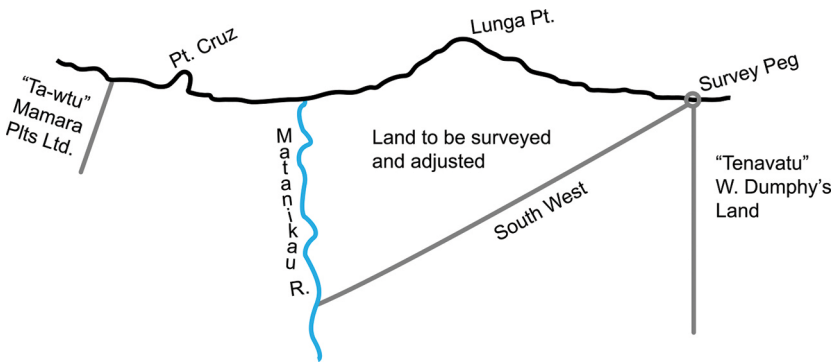 Lunga Pt.
Pt. Cruz
Survey Peg
“Ta-wtu”
Mamara
Plts Ltd.
Matanikau R.
Land to be surveyed
and adjusted
South West
“Tenavatu”
W. Dumphy’s
Land